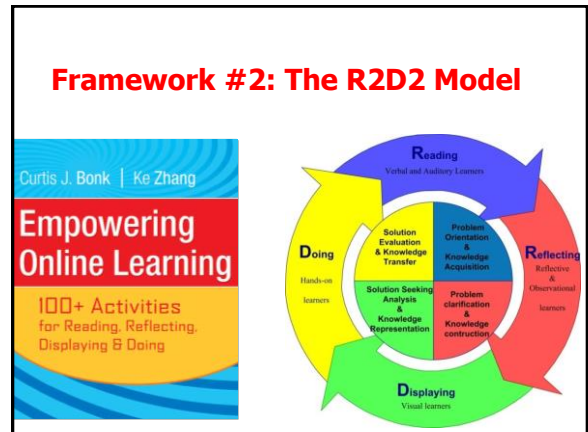 Framework #2: The R2D2 Model
Curtis J. Bonk | Ke Zhang
Empowering
Online Learning
100+ Activities
for Reading, Reflecting,
Displaying & Doing
Reading
Verbal and Auditory Learners
Reflecting
Reflective
&
Observational
learners
Displaying
Visual learners
Doing
Hands-on
learners
Problem
Orientation
&
Knowledge
Acquisition
Problem
clarification
&
Knowledge
contruction
Solution Seeking
Analysis
&
Knowledge
Representation
Solution
Evaluation
& Knowledge
Transfer